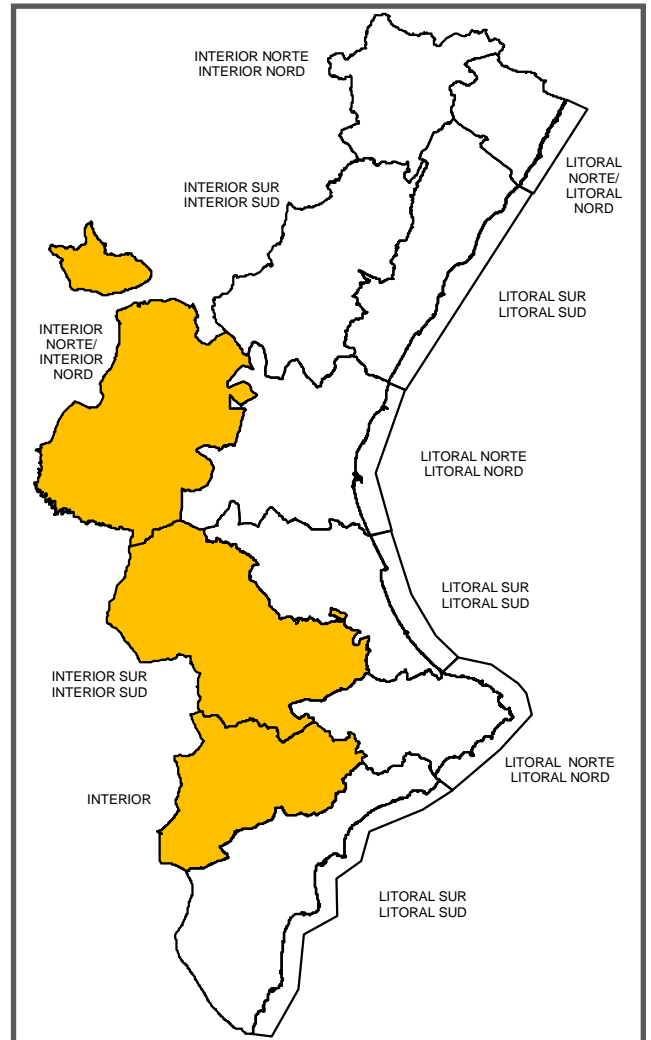 INTERIOR NORTE
INTERIOR NORD
LITORAL
NORTE/
LITORAL
NORD
INTERIOR SUR
INTERIOR SUD
LITORAL SUR
LITORAL SUD
INTERIOR
NORTE/
INTERIOR
NORD
LITORAL NORTE
LITORAL NORD
LITORAL SUR
LITORAL SUD
INTERIOR SUR
INTERIOR SUD
LITORAL NORTE
LITORAL NORD
INTERIOR
LITORAL SUR
LITORAL SUD